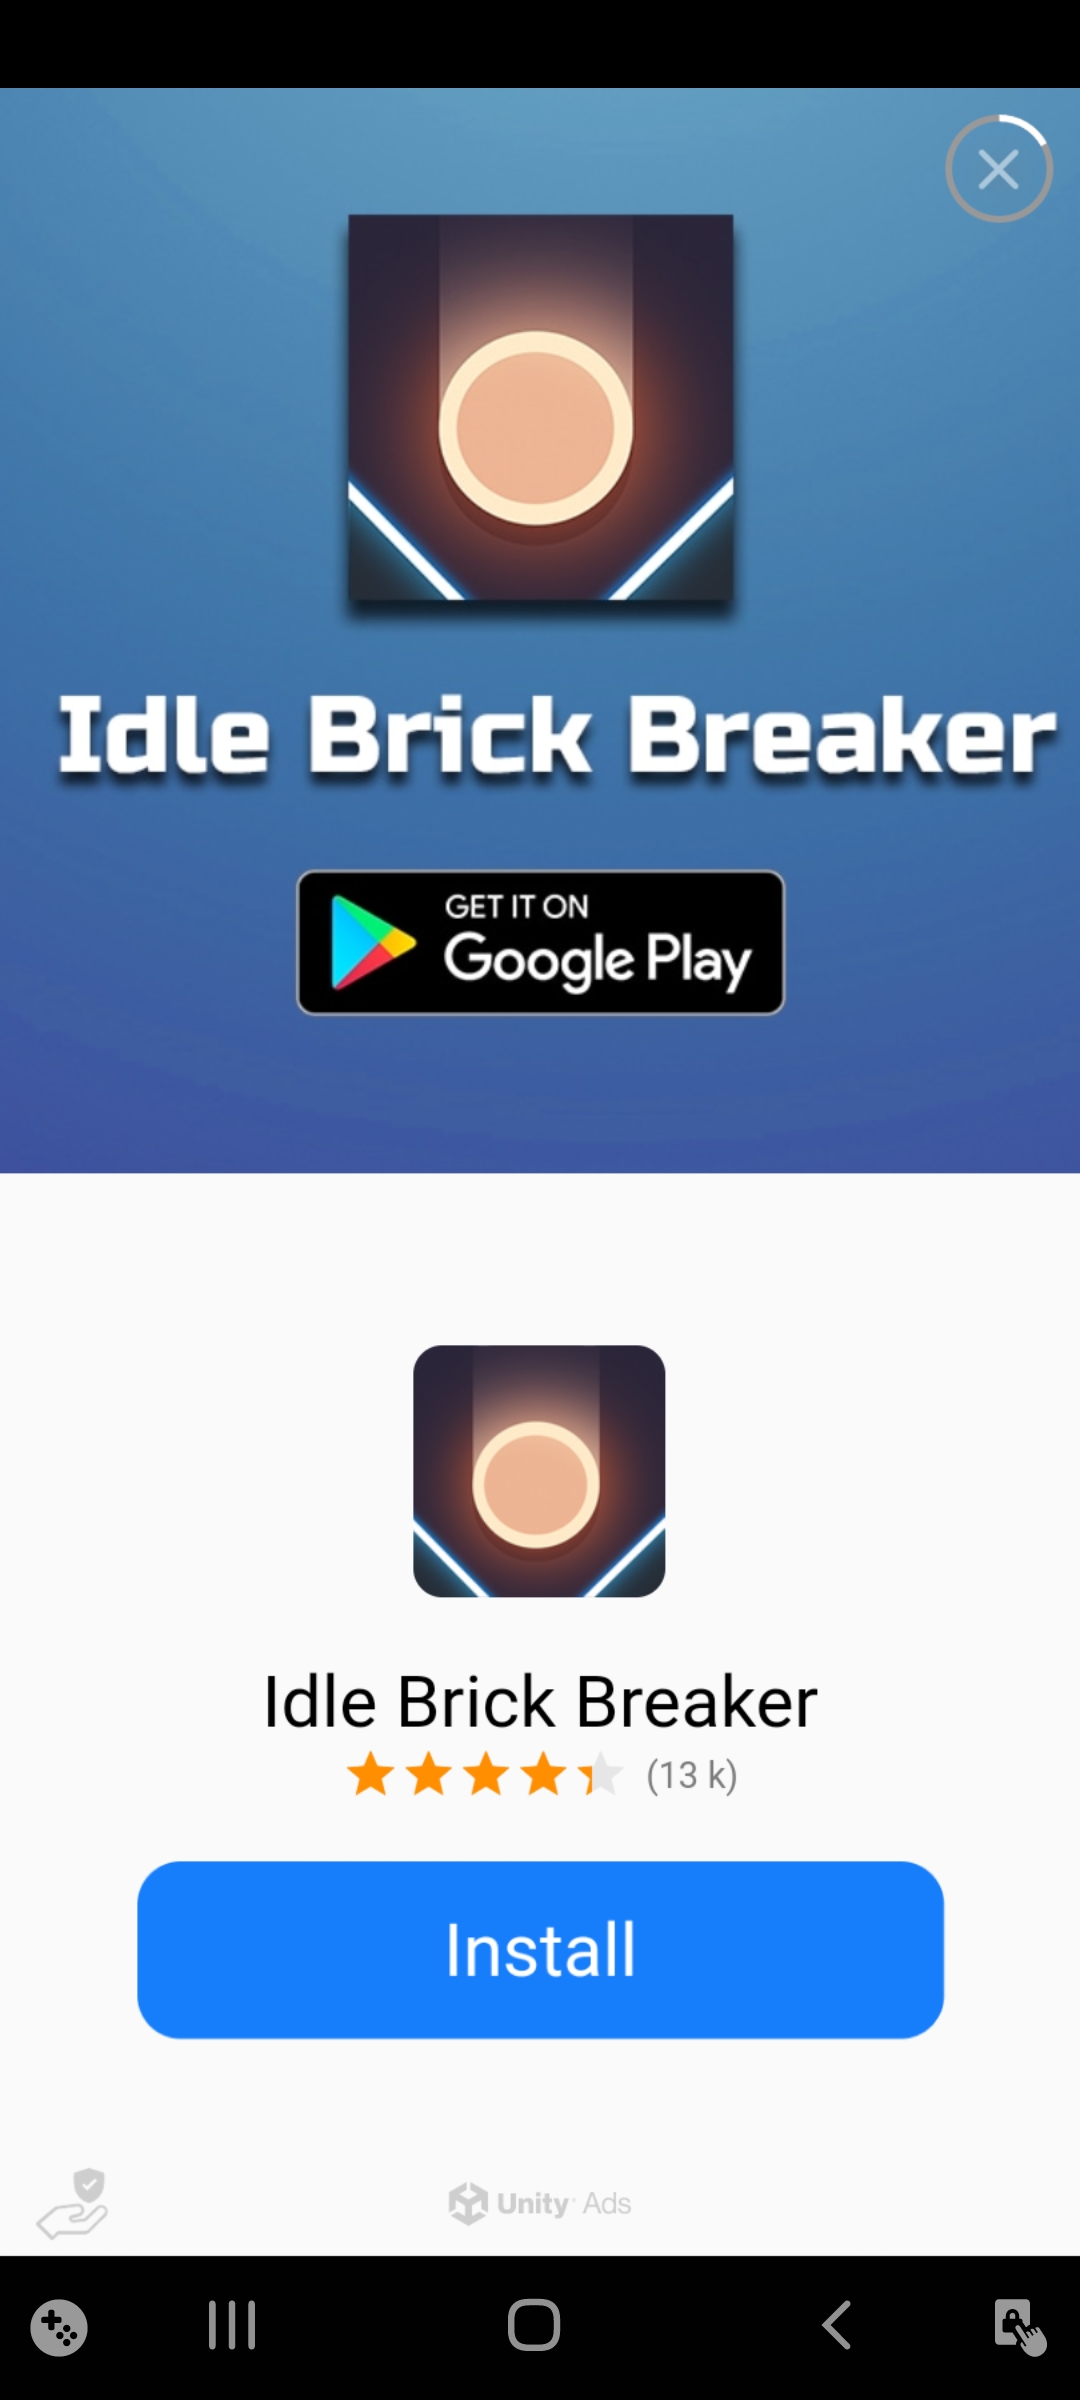 Idle Brick Breaker
GET IT ON
Google Play
Idle Brick Breaker
(13 k)
Install
Unity Ads